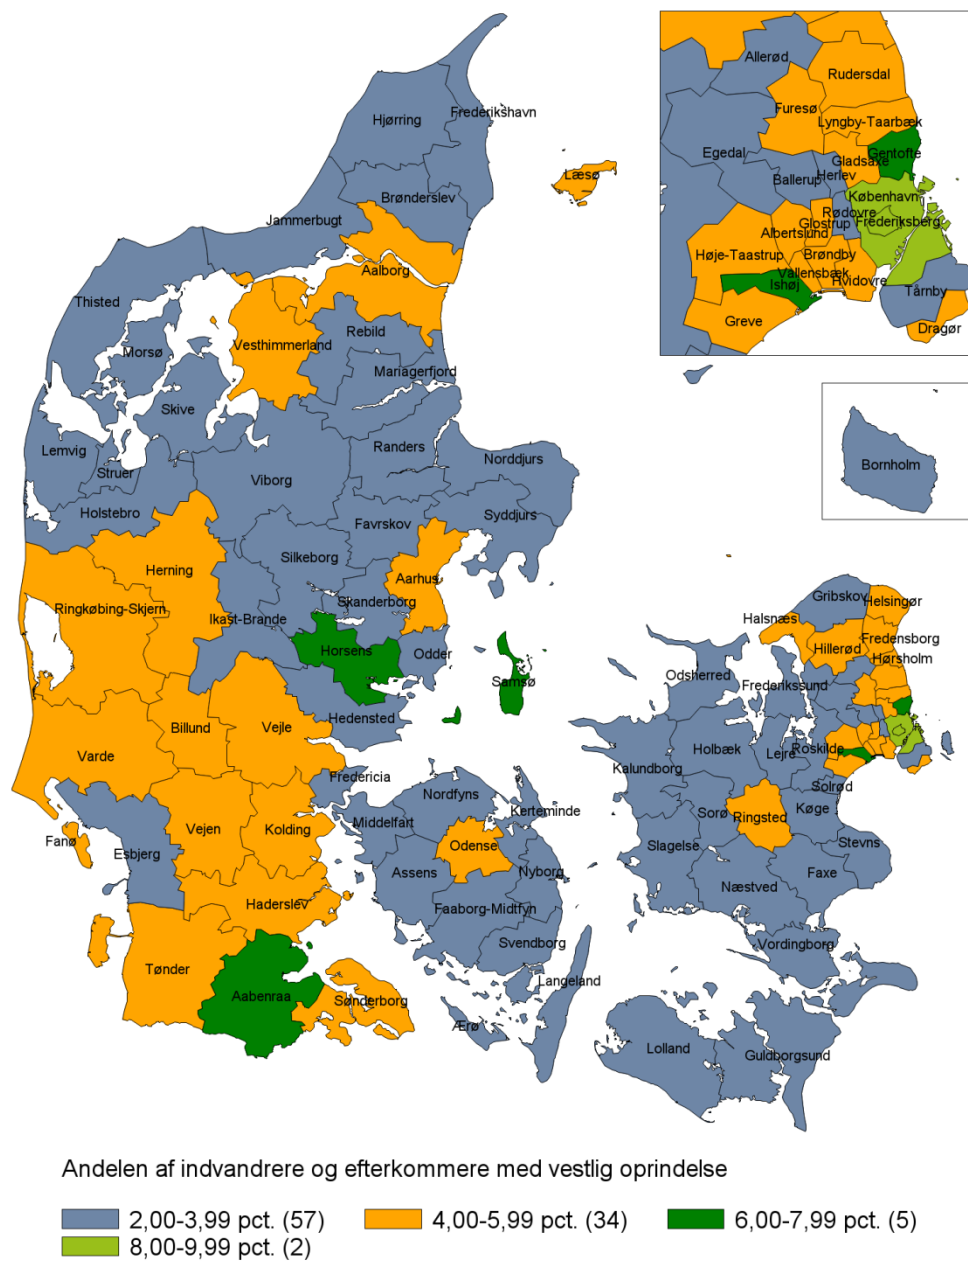 Hjørring
Frederikshavn
Brønderslev
Jammerbugt
Læsø
Aalborg
Thisted
Vesthimmerland
Rebild
Morsø
Mariagerfjord
Skive
Lemvig
Struer
Randers
Norddjurs
Viborg
Holstebro
Favrskov
Syddjurs
Silkeborg
Herning
Aarhus
Skanderborg
Ringkøbing-Skjern
Ikast-Brande
Horsens
Odder
Samsø
Hedensted
Billund
Vejle
Varde
Fredericia
Nordfyns
Kerteminde
Middelfart
Vejen
Kolding
Fanø
Esbjerg
Odense
Assens
Nyborg
Haderslev
Faaborg-Midtfyn
Svendborg
Tønder
Aabenraa
Sønderborg
Langeland
Ærø
Allerød
Rudersdal
Furesø
Lyngby-Taarbæk
Egedal
Gentofte
Gladsaxe
Ballerup
Herlev
København
Rødovre
Glostrup
Frederiksberg
Albertslund
Høje-Taastrup
Brøndby
Vallensbæk
Ishøj
Hvidovre
Tårnby
Greve
Dragør
Bornholm
Gribskov
Helsingør
Halsnæs
Fredensborg
Hillerød
Hørsholm
Odsherred
Frederikssund
Holbæk
Lejre
Roskilde
Kalundborg
Solrød
Sorø
Ringsted
Køge
Stevns
Slagelse
Faxe
Næstved
Vordingborg
Lolland
Guldborgsund
Andelen af indvandrere og efterkommere med vestlig oprindelse
2,00-3,99 pct. (57)
4,00-5,99 pct. (34)
6,00-7,99 pct. (5)
8,00-9,99 pct. (2)